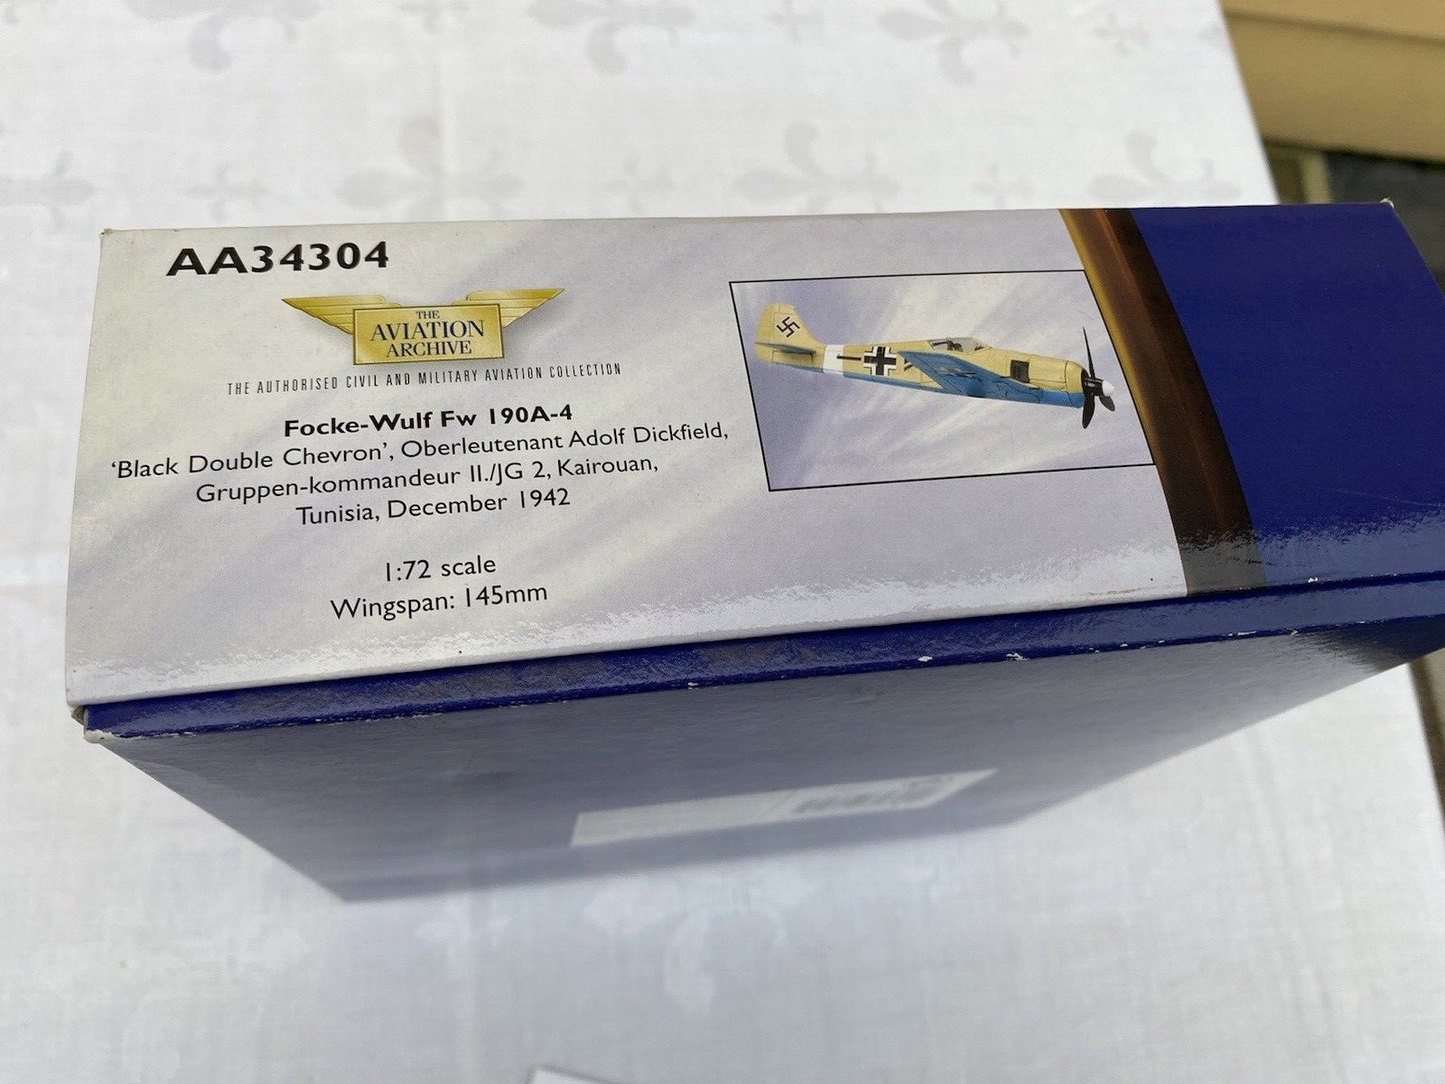 AA34304
THE
AVIATION
ARCHIVE
THE AUTHORISED CIVIL AND MILITARY AVIATION COLLECTION
Focke-Wulf Fw 190A-4
‘Black Double Chevron’, Oberleutenant Adolf Dickfield,
Gruppen-kommandeur II./JG 2, Kairouan,
Tunisia, December 1942
1:72 scale
Wingspan: 145mm